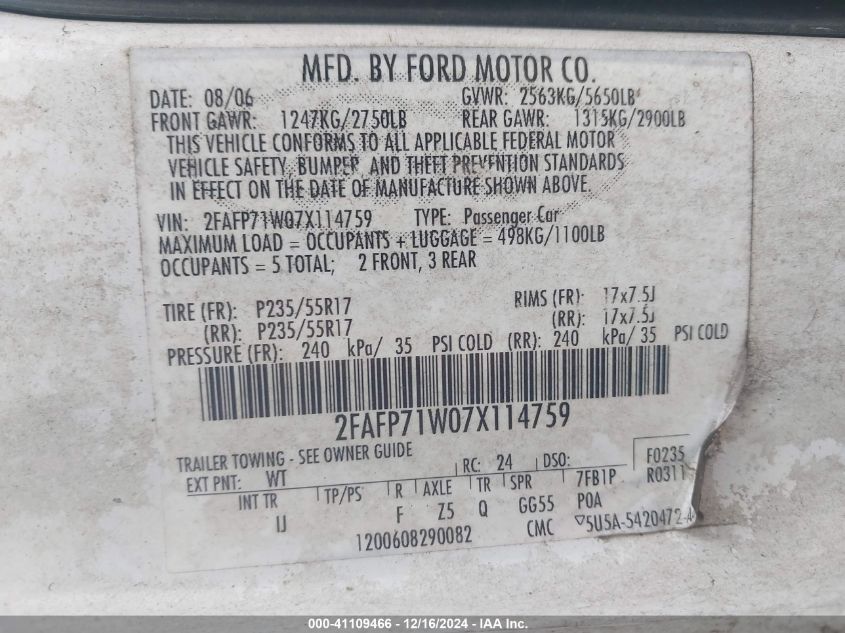 MFD. BY FORD MOTOR CO.
DATE: 08/06 GVWR: 2563KG/5650LB
FRONT GAWR: 1247KG/2750LB REAR GAWR: 1315KG/2900LB
THIS VEHICLE CONFORMS TO ALL APPLICABLE FEDERAL MOTOR
VEHICLE SAFETY, BUMPER, AND THEFT PREVENTION STANDARDS
IN EFFECT ON THE DATE OF MANUFACTURE SHOWN ABOVE.
VIN: 2FAFP71W07X114759 TYPE: Passenger Car
MAXIMUM LOAD = OCCUPANTS + LUGGAGE = 498KG/1100LB
OCCUPANTS = 5 TOTAL; 2 FRONT, 3 REAR
TIRE (FR): P235/55R17 RIMS (FR): 17x7.5J
(RR): P235/55R17 (RR): 17x7.5J
PRESSURE (FR): 240 kPa/ 35 PSI COLD (RR): 240 kPa/ 35 PSI COLD
2FAFP71W07X114759
TRAILER TOWING - SEE OWNER GUIDE
EXT PNT: WT RC: 24 DSO: F0235
INT TR TP/PS R AXLE TR SPR 7FB1P R0311
IJ F Z5 Q GG55 POA
1200608290082 CMC ▽5U5A-5420472-A
000-41109466 - 12/16/2024 - IAA Inc.